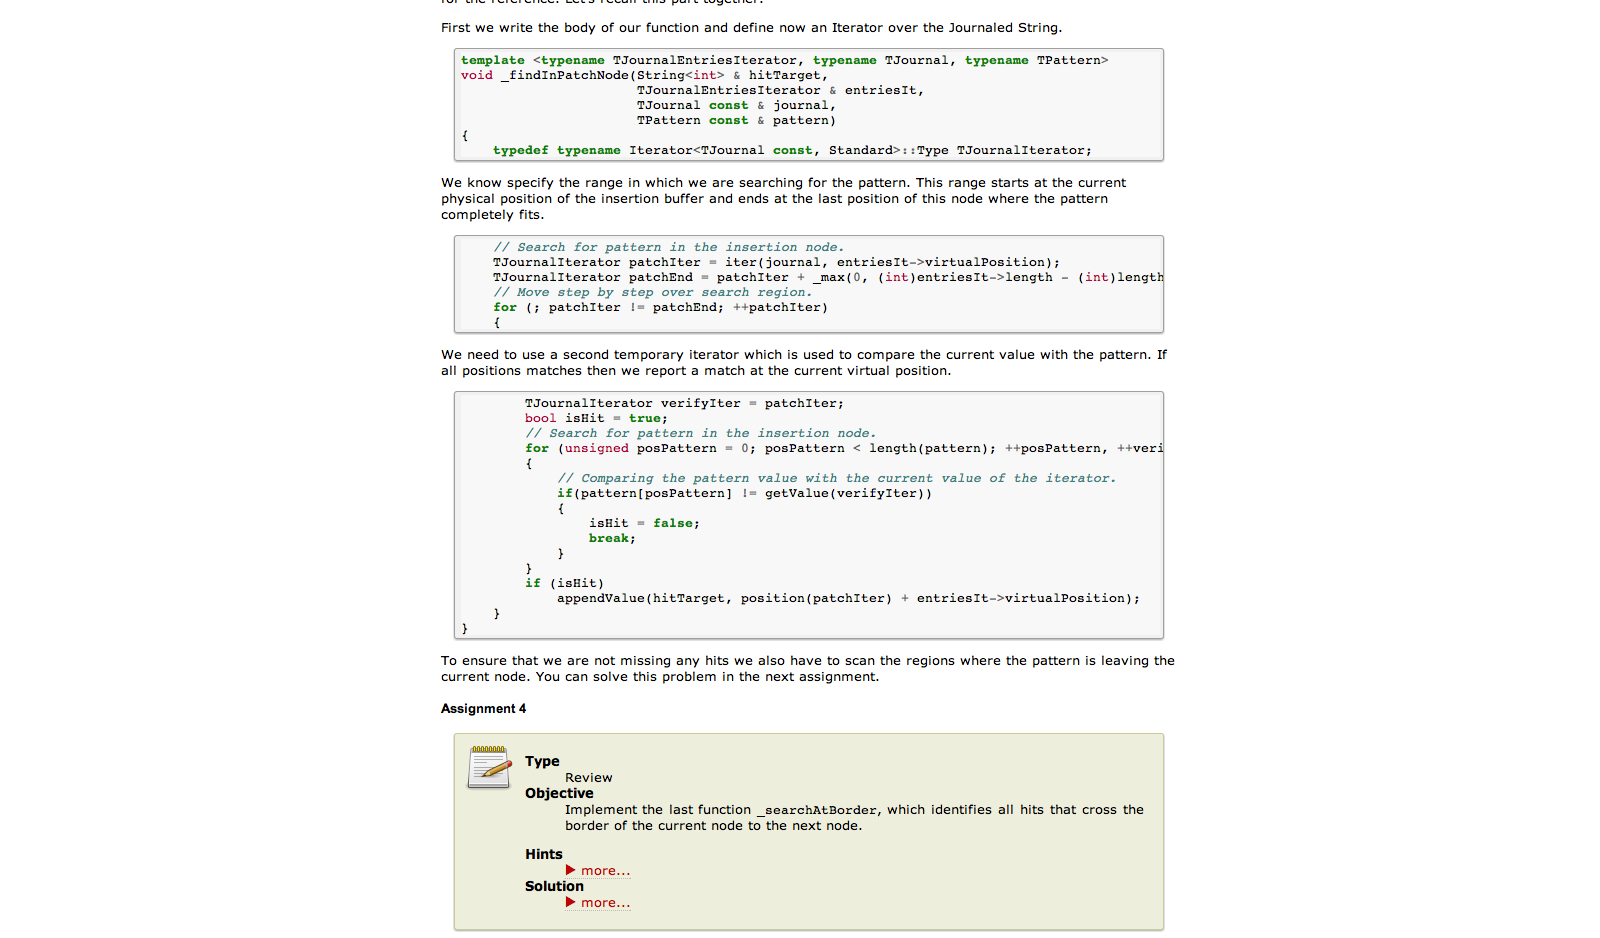 for the reference. Let's recall this part together.
First we write the body of our function and define now an Iterator over the Journaled String.
template <typename TJournalEntriesIterator, typename TJournal, typename TPattern>
void _findInPatchNode(String<int> & hitTarget,
                      TJournalEntriesIterator & entriesIt,
                      TJournal const & journal,
                      TPattern const & pattern)
{
    typedef typename Iterator<TJournal const, Standard>::Type TJournalIterator;
We know specify the range in which we are searching for the pattern. This range starts at the current
physical position of the insertion buffer and ends at the last position of this node where the pattern
completely fits.
    // Search for pattern in the insertion node.
    TJournalIterator patchIter = iter(journal, entriesIt->virtualPosition);
    TJournalIterator patchEnd = patchIter + _max(0, (int)entriesIt->length - (int)length
    // Move step by step over search region.
    for (; patchIter != patchEnd; ++patchIter)
    {
We need to use a second temporary iterator which is used to compare the current value with the pattern. If
all positions matches then we report a match at the current virtual position.
        TJournalIterator verifyIter = patchIter;
        bool isHit = true;
        // Search for pattern in the insertion node.
        for (unsigned posPattern = 0; posPattern < length(pattern); ++posPattern, ++veri
        {
            // Comparing the pattern value with the current value of the iterator.
            if(pattern[posPattern] != getValue(verifyIter))
            {
                isHit = false;
                break;
            }
        }
        if (isHit)
            appendValue(hitTarget, position(patchIter) + entriesIt->virtualPosition);
    }
}
To ensure that we are not missing any hits we also have to scan the regions where the pattern is leaving the
current node. You can solve this problem in the next assignment.
Assignment 4
Type
Review
Objective
Implement the last function _searchAtBorder, which identifies all hits that cross the
border of the current node to the next node.
Hints
more...
Solution
more...